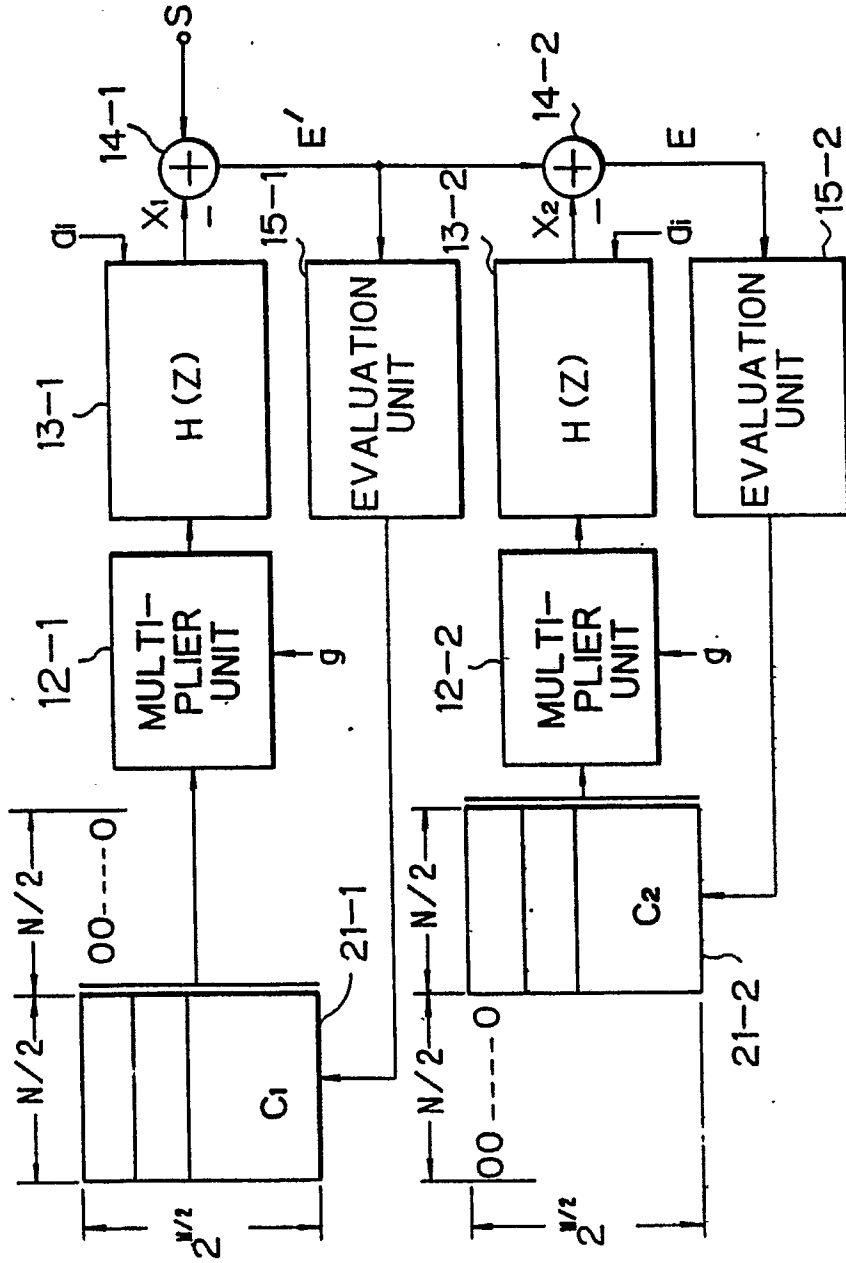 2^M/2
N/2
N/2
00----0
C1
21-1
12-1
MULTI-
PLIER
UNIT
g
13-1
H(Z)
ai
X1
-
14-1
+
S
E'
15-1
EVALUATION
UNIT
2^M/2
N/2
00----0
N/2
C2
21-2
12-2
MULTI-
PLIER
UNIT
g
13-2
H(Z)
ai
X2
-
14-2
+
E
EVALUATION
UNIT
15-2